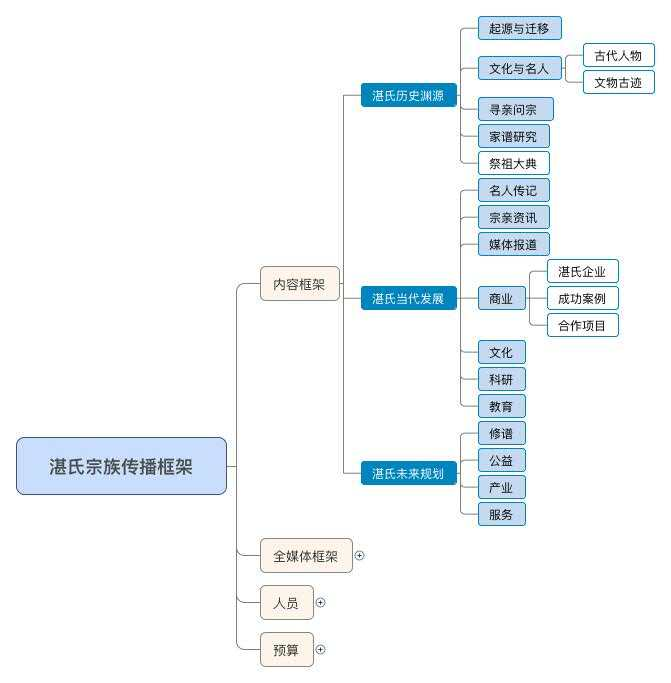 湛氏宗族传播框架
内容框架
湛氏历史渊源
起源与迁移
文化与名人
古代人物
文物古迹
寻亲问宗
家谱研究
祭祖大典
湛氏当代发展
名人传记
宗亲资讯
媒体报道
商业
湛氏企业
成功案例
合作项目
文化
科研
教育
湛氏未来规划
修谱
公益
产业
服务
全媒体框架
人员
预算